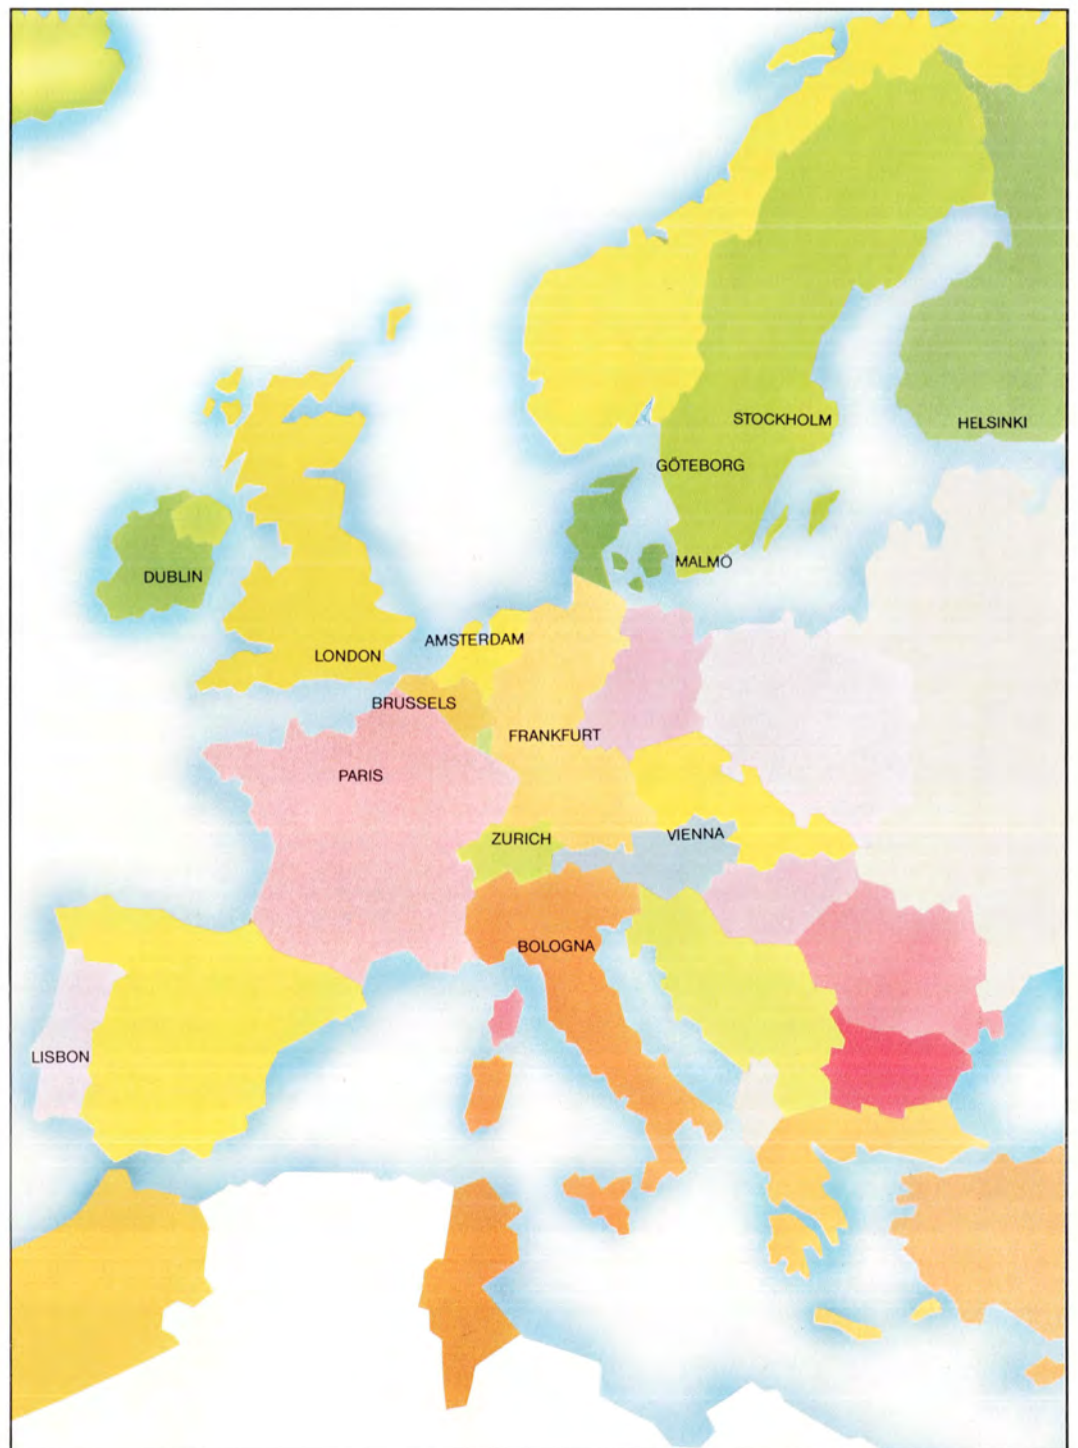 STOCKHOLM
HELSINKI
GÖTEBORG
MALMÖ
DUBLIN
AMSTERDAM
LONDON
BRUSSELS
FRANKFURT
PARIS
ZURICH
VIENNA
BOLOGNA
LISBON